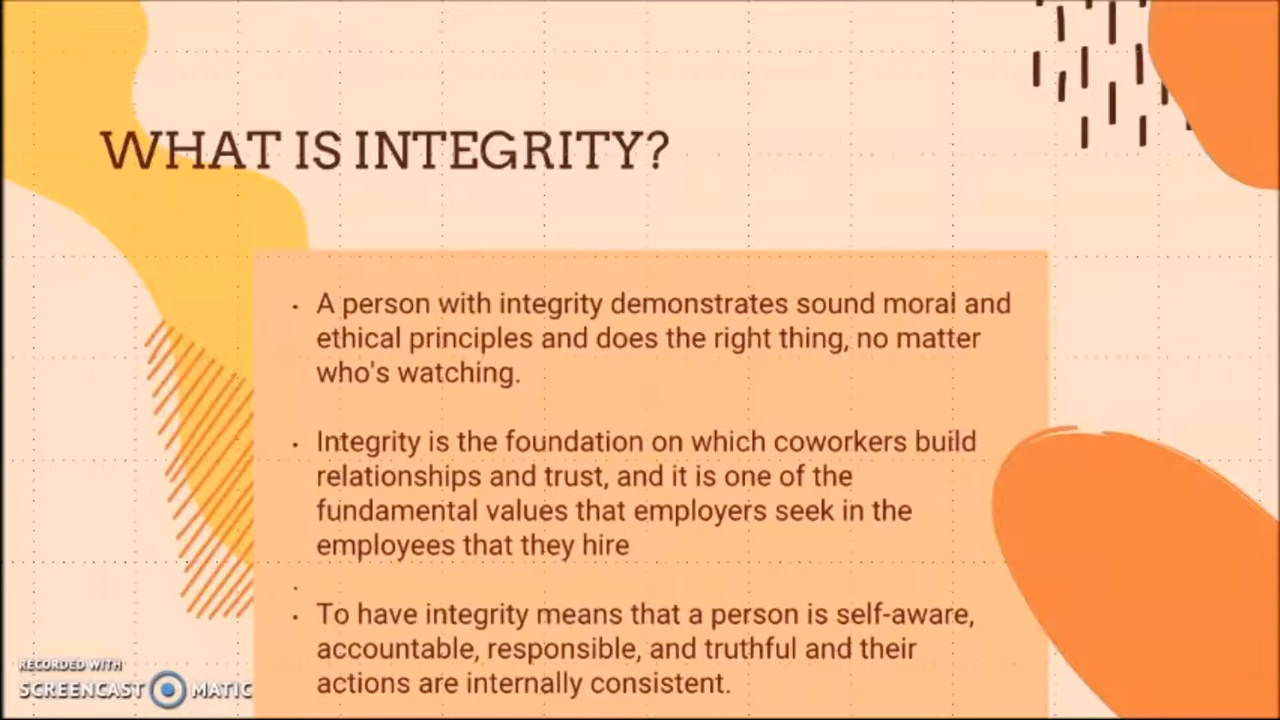 WHAT IS INTEGRITY?
· A person with integrity demonstrates sound moral and
ethical principles and does the right thing, no matter
who's watching.
· Integrity is the foundation on which coworkers build
relationships and trust, and it is one of the
fundamental values that employers seek in the
employees that they hire
·
· To have integrity means that a person is self-aware,
accountable, responsible, and truthful and their
actions are internally consistent.
RECORDED WITH
SCREENCAST MATIC